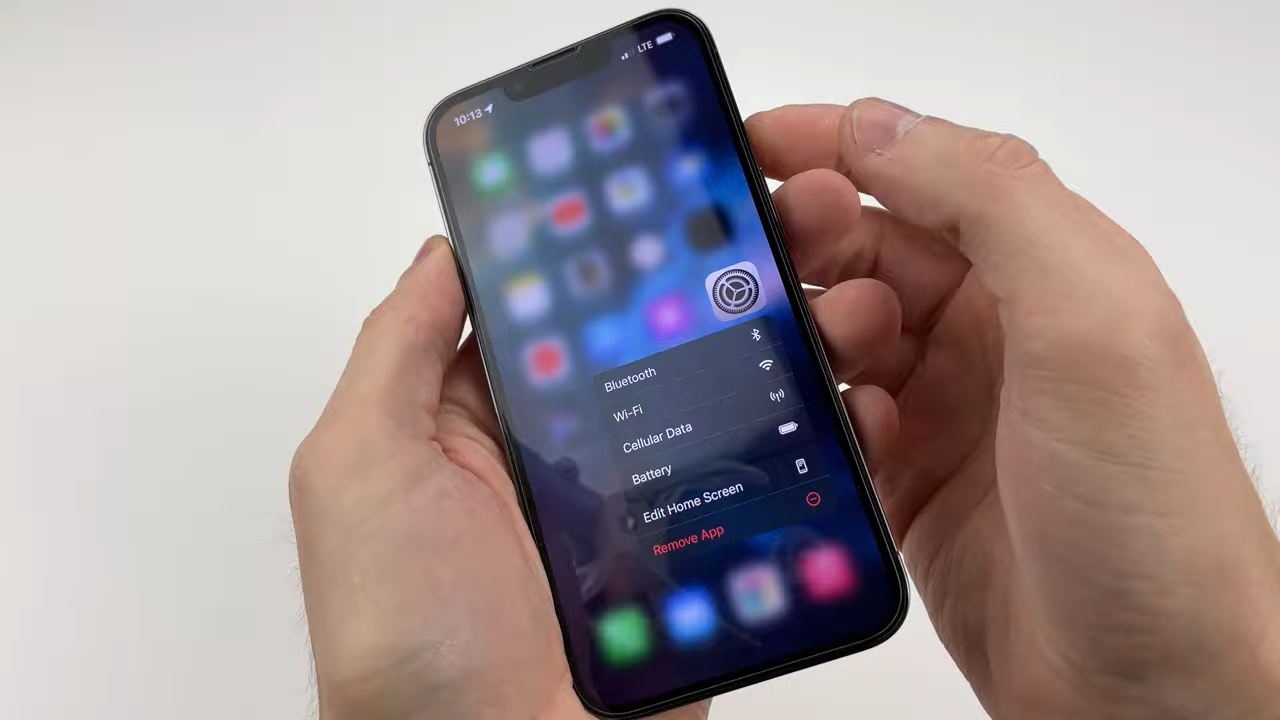 10:13
LTE
Bluetooth
Wi-Fi
Cellular Data
Battery
Edit Home Screen
Remove App